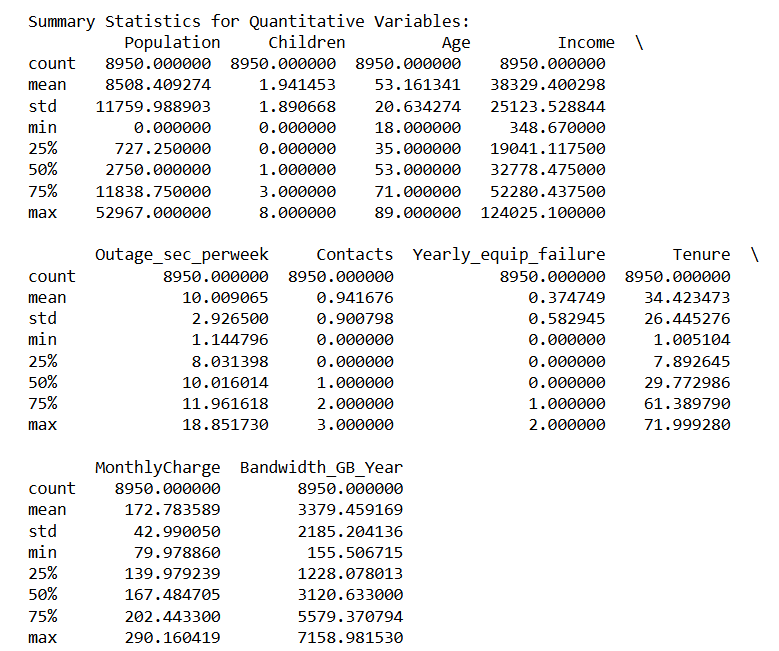 Summary Statistics for Quantitative Variables:
          Population     Children          Age         Income  \
count   8950.000000  8950.000000  8950.000000    8950.000000
mean    8508.409274     1.941453    53.161341   38329.400298
std    11759.988903     1.890668    20.634274   25123.528844
min        0.000000     0.000000    18.000000     348.670000
25%      727.250000     0.000000    35.000000   19041.117500
50%     2750.000000     1.000000    53.000000   32778.475000
75%    11838.750000     3.000000    71.000000   52280.437500
max    52967.000000     8.000000    89.000000  124025.100000
       Outage_sec_perweek     Contacts  Yearly_equip_failure       Tenure  \
count         8950.000000  8950.000000           8950.000000  8950.000000
mean            10.009065     0.941676              0.374749    34.423473
std              2.926500     0.900798              0.582945    26.445276
min              1.144796     0.000000              0.000000     1.005104
25%              8.031398     0.000000              0.000000     7.892645
50%             10.016014     1.000000              0.000000    29.772986
75%             11.961618     2.000000              1.000000    61.389790
max             18.851730     3.000000              2.000000    71.999280
       MonthlyCharge  Bandwidth_GB_Year
count    8950.000000        8950.000000
mean      172.783589        3379.459169
std        42.990050        2185.204136
min        79.978860         155.506715
25%       139.979239        1228.078013
50%       167.484705        3120.633000
75%       202.443300        5579.370794
max       290.160419        7158.981530